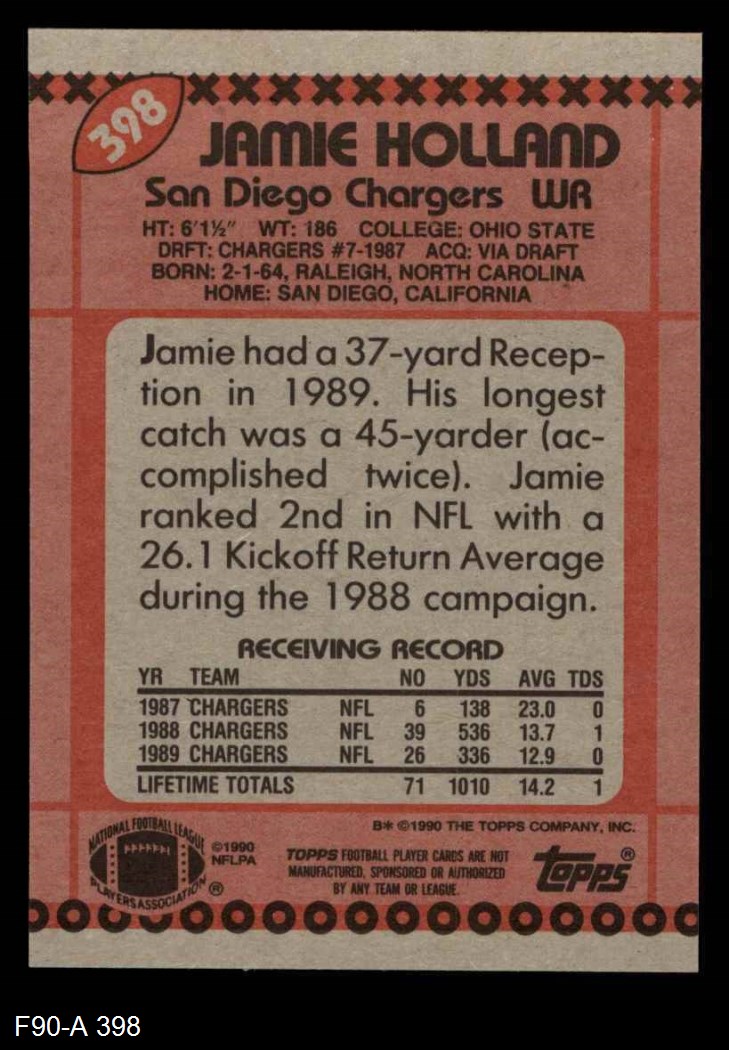 398
JAMIE HOLLAND
San Diego Chargers WR
HT: 6'1½" WT: 186 COLLEGE: OHIO STATE
DRFT: CHARGERS #7-1987 ACQ: VIA DRAFT
BORN: 2-1-64, RALEIGH, NORTH CAROLINA
HOME: SAN DIEGO, CALIFORNIA
Jamie had a 37-yard Recep-
tion in 1989. His longest
catch was a 45-yarder (ac-
complished twice). Jamie
ranked 2nd in NFL with a
26.1 Kickoff Return Average
during the 1988 campaign.
RECEIVING RECORD
YR TEAM NO YDS AVG TDS
1987 CHARGERS NFL 6 138 23.0 0
1988 CHARGERS NFL 39 536 13.7 1
1989 CHARGERS NFL 26 336 12.9 0
LIFETIME TOTALS 71 1010 14.2 1
B* ©1990 THE TOPPS COMPANY, INC.
NATIONAL FOOTBALL LEAGUE
PLAYERS ASSOCIATION ®
©1990
NFLPA
TOPPS FOOTBALL PLAYER CARDS ARE NOT
MANUFACTURED, SPONSORED OR AUTHORIZED
BY ANY TEAM OR LEAGUE.
topps®
F90-A 398